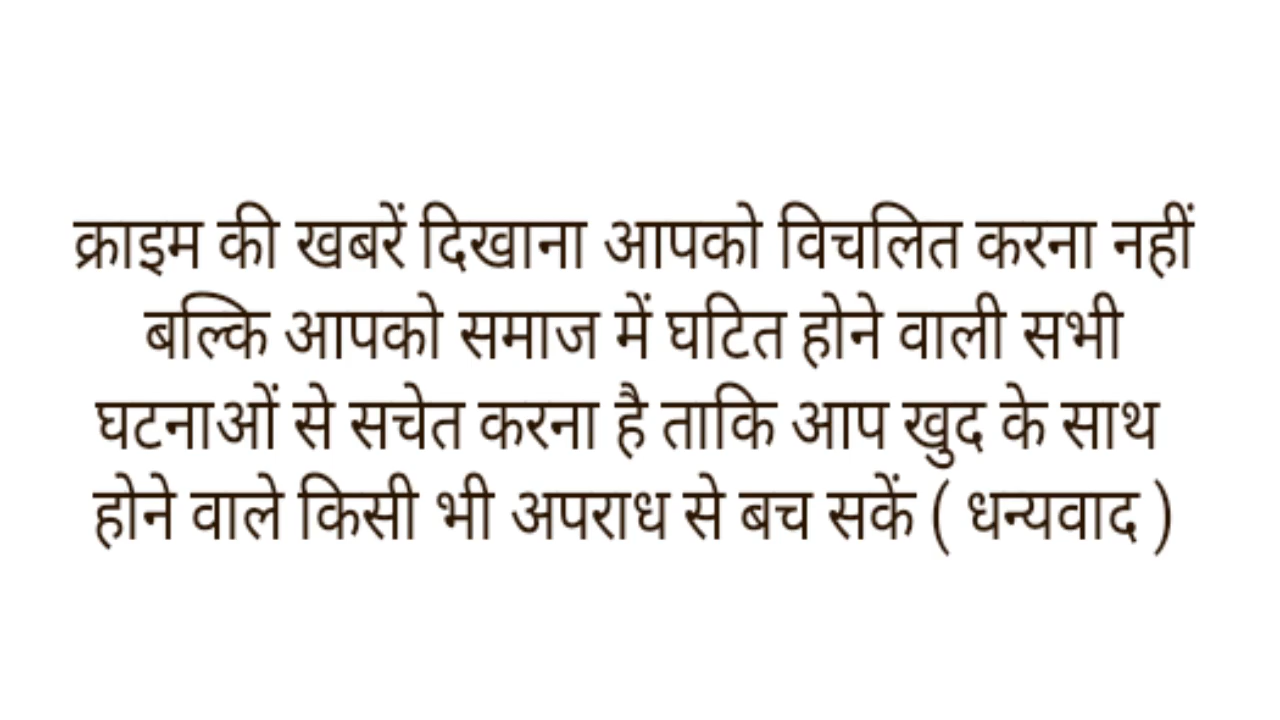 क्राइम की खबरें दिखाना आपको विचलित करना नहीं
बल्कि आपको समाज में घटित होने वाली सभी
घटनाओं से सचेत करना है ताकि आप खुद के साथ
होने वाले किसी भी अपराध से बच सकें ( धन्यवाद )